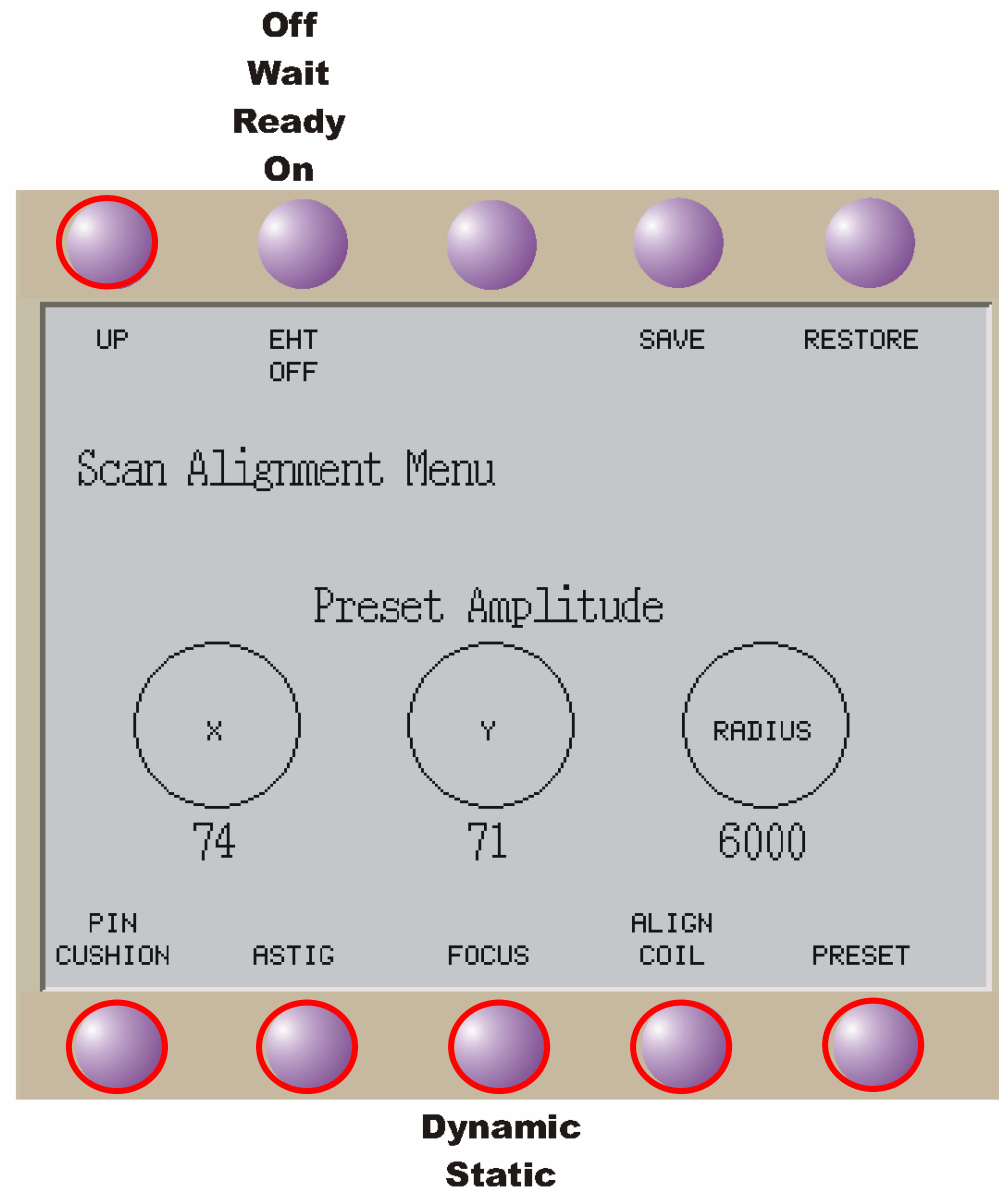 Off
Wait
Ready
On
UP EHT SAVE RESTORE
OFF
Scan Alignment Menu
Preset Amplitude
X Y RADIUS
74 71 6000
PIN ALIGN
CUSHION ASTIG FOCUS COIL PRESET
Dynamic
Static